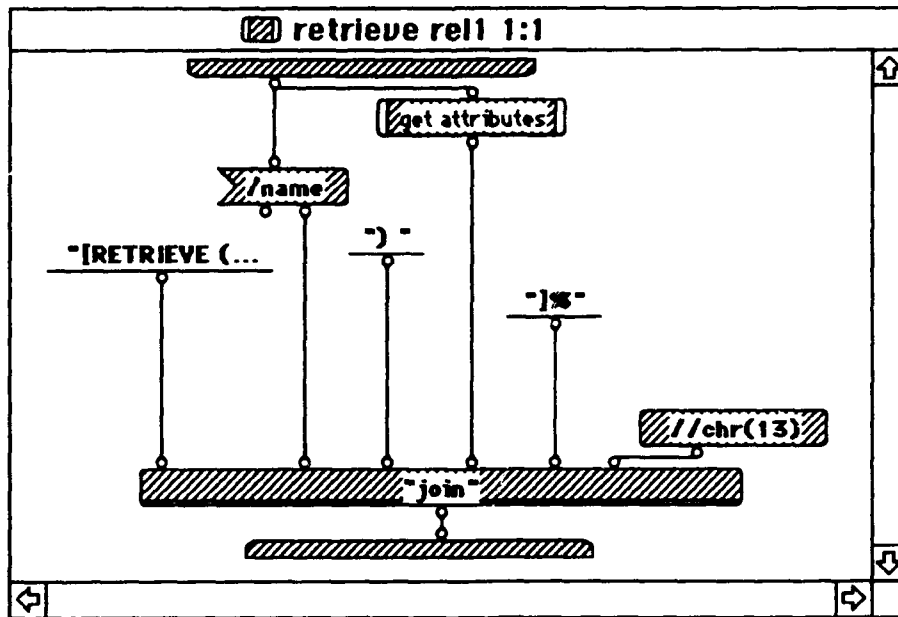 retrieve rel1 1:1
get attributes
/name
"[RETRIEVE (...
") "
"]%"
//chr(13)
"join"